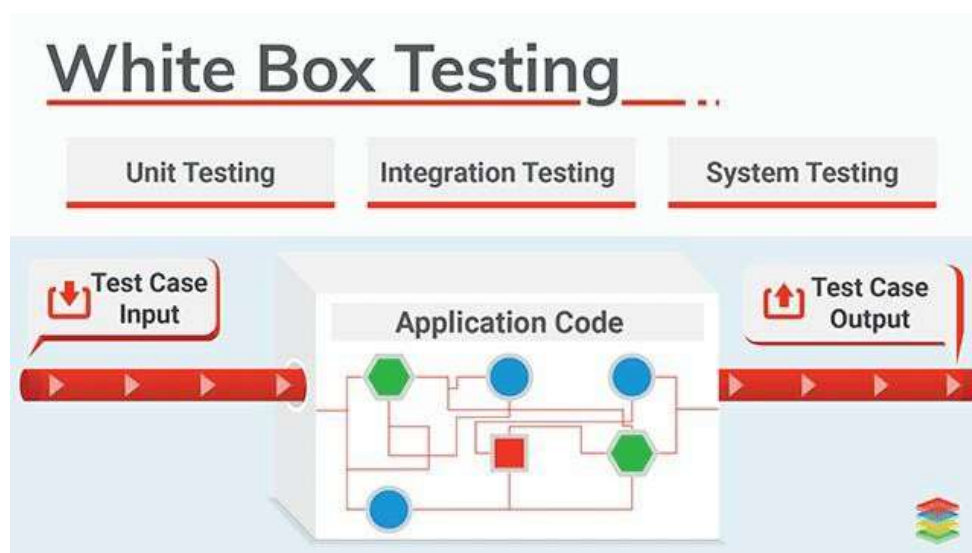 White Box Testing
Unit Testing
Integration Testing
System Testing
Test Case
Input
Application Code
Test Case
Output